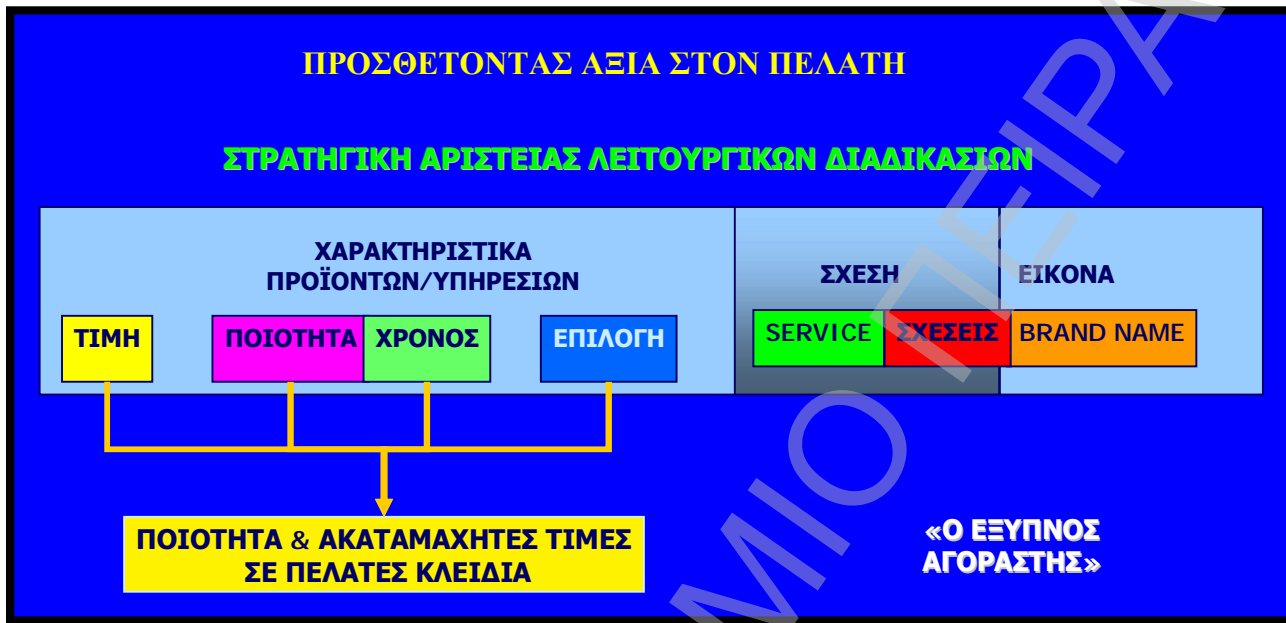 ΠΡΟΣΘΕΤΟΝΤΑΣ ΑΞΙΑ ΣΤΟΝ ΠΕΛΑΤΗ
ΣΤΡΑΤΗΓΙΚΗ ΑΡΙΣΤΕΙΑΣ ΛΕΙΤΟΥΡΓΙΚΩΝ ΔΙΑΔΙΚΑΣΙΩΝ
ΧΑΡΑΚΤΗΡΙΣΤΙΚΑ
ΠΡΟΪΟΝΤΩΝ/ΥΠΗΡΕΣΙΩΝ
ΣΧΕΣΗ
ΕΙΚΟΝΑ
ΤΙΜΗ
ΠΟΙΟΤΗΤΑ
ΧΡΟΝΟΣ
ΕΠΙΛΟΓΗ
SERVICE
ΣΧΕΣΕΙΣ
BRAND NAME
ΠΟΙΟΤΗΤΑ & ΑΚΑΤΑΜΑΧΗΤΕΣ ΤΙΜΕΣ
ΣΕ ΠΕΛΑΤΕΣ ΚΛΕΙΔΙΑ
«Ο ΕΞΥΠΝΟΣ
ΑΓΟΡΑΣΤΗΣ»